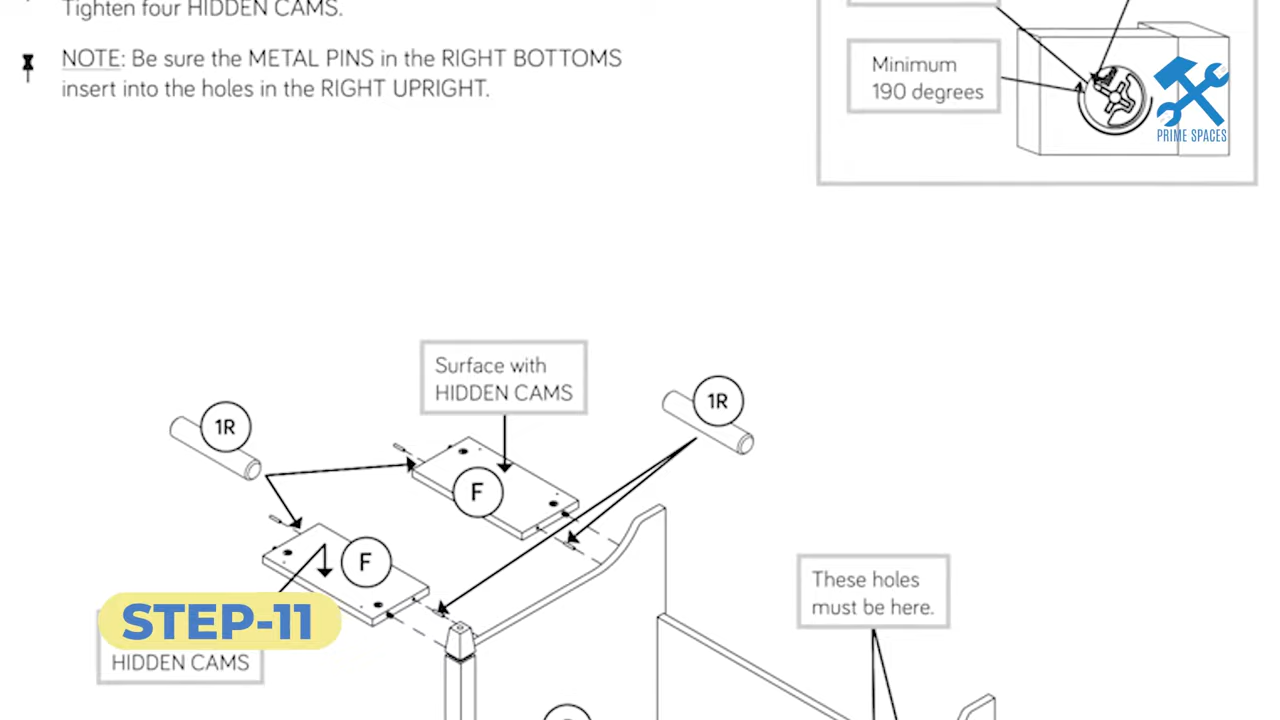 Tighten four HIDDEN CAMS.
NOTE: Be sure the METAL PINS in the RIGHT BOTTOMS
insert into the holes in the RIGHT UPRIGHT.
Minimum
190 degrees
PRIME SPACES
Surface with
HIDDEN CAMS
1R
1R
F
F
These holes
must be here.
STEP-11
HIDDEN CAMS